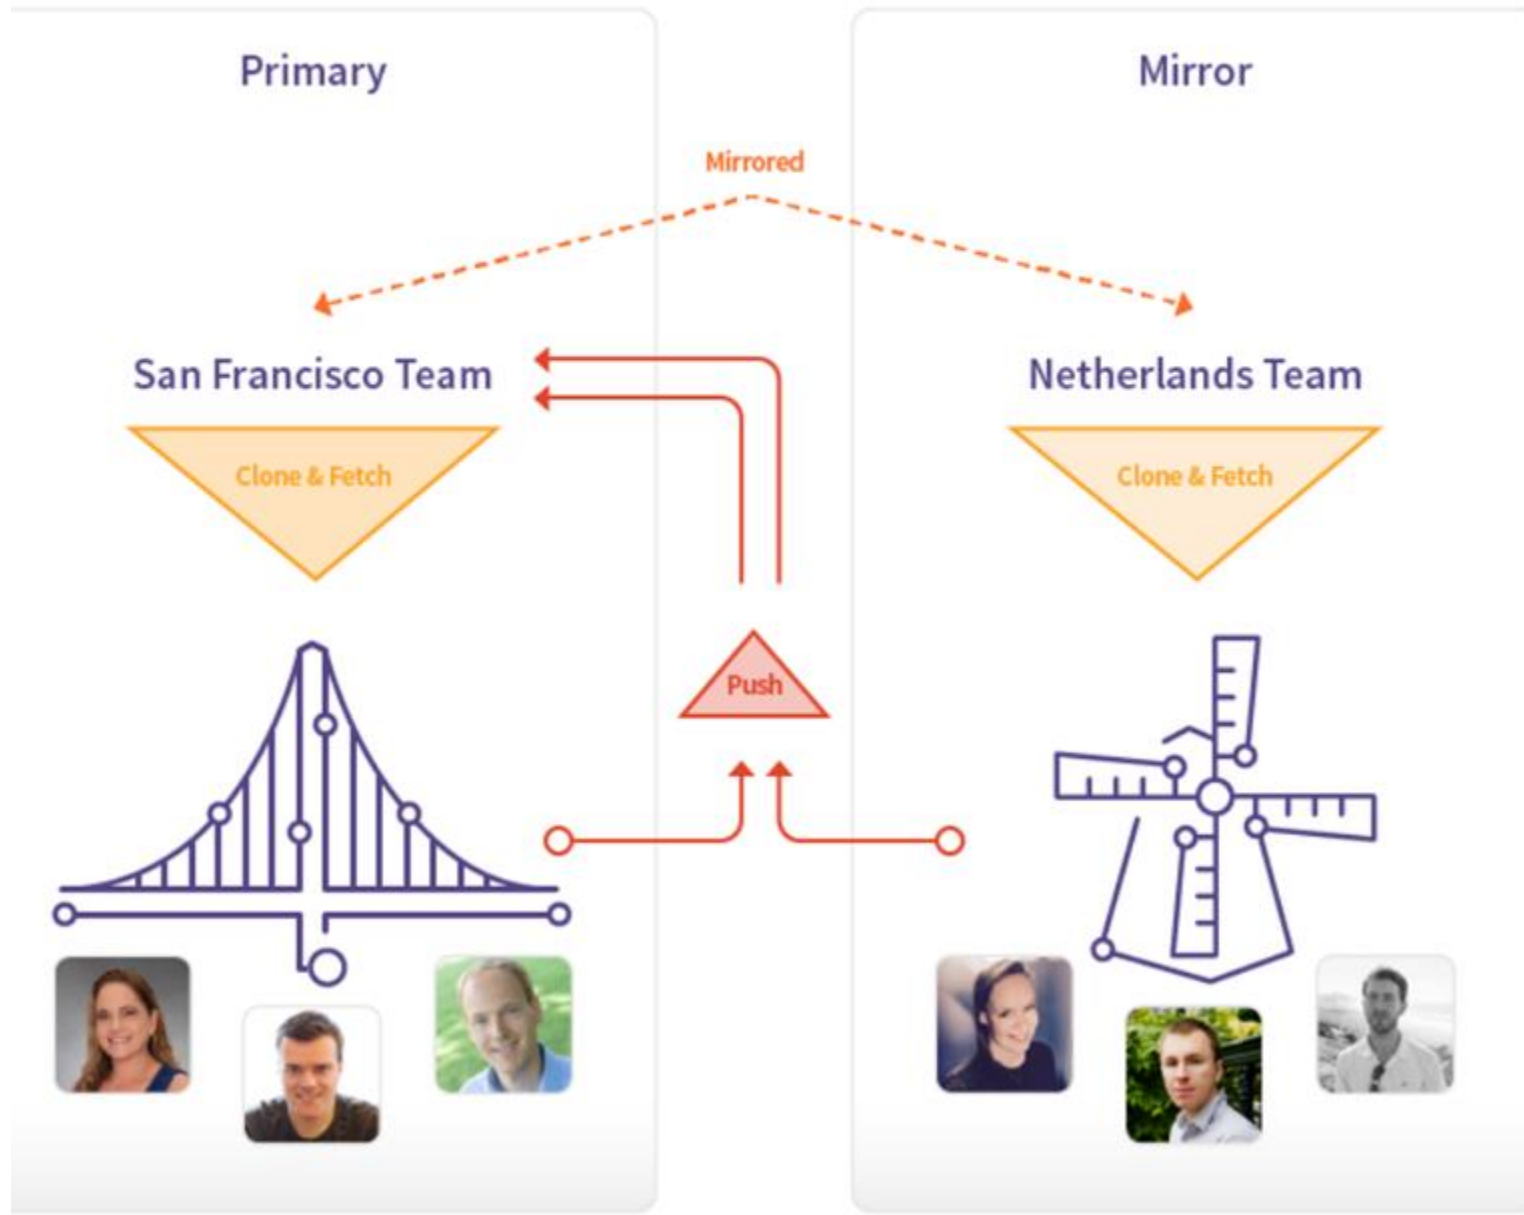 Primary
Mirror
Mirrored
San Francisco Team
Netherlands Team
Clone & Fetch
Clone & Fetch
Push